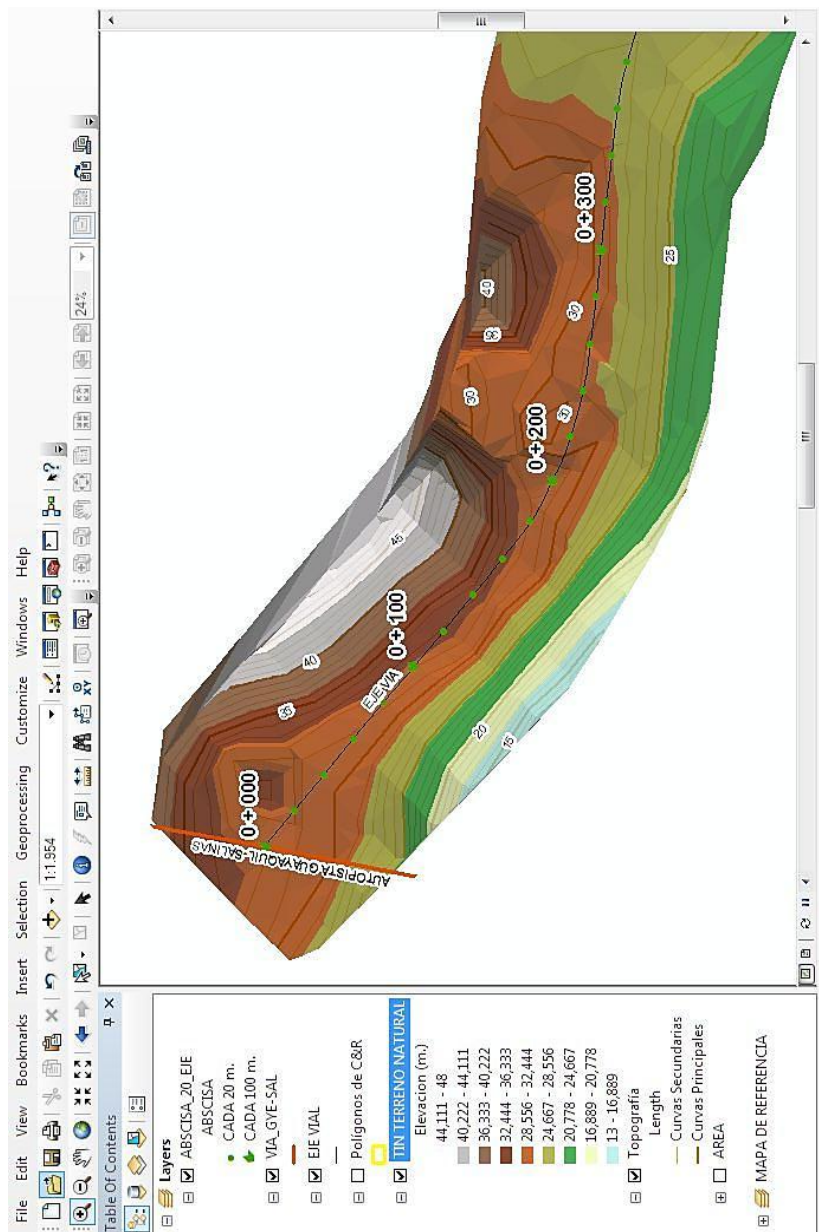 File Edit View Bookmarks Insert Selection Geoprocessing Customize Windows Help
1:1.954
24%
Table Of Contents
Layers
ABSCISA_20_EJE
ABSCISA
CADA 20 m.
CADA 100 m.
VIA_GYE-SAL
EJE VIAL
Polígonos de C&R
TIN TERRENO NATURAL
Elevacion (m.)
44,111 - 48
40,222 - 44,111
36,333 - 40,222
32,444 - 36,333
28,556 - 32,444
24,667 - 28,556
20,778 - 24,667
16,889 - 20,778
13 - 16,889
Topografía
Length
Curvas Secundarias
Curvas Principales
AREA
MAPA DE REFERENCIA
AUTOPISTA GUAYAQUIL-SALINAS
0 + 000
EJE VIA
0 + 100
0 + 200
0 + 300
35
40
45
20
15
30
30
35
40
30
25